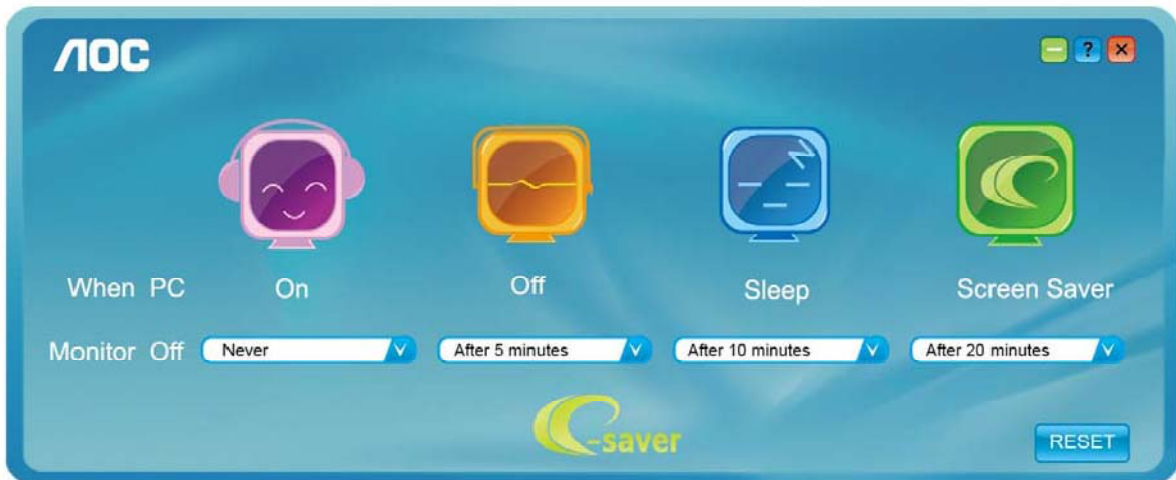 AOC
?
When PC On Off Sleep Screen Saver
Monitor Off Never After 5 minutes After 10 minutes After 20 minutes
e-saver
RESET